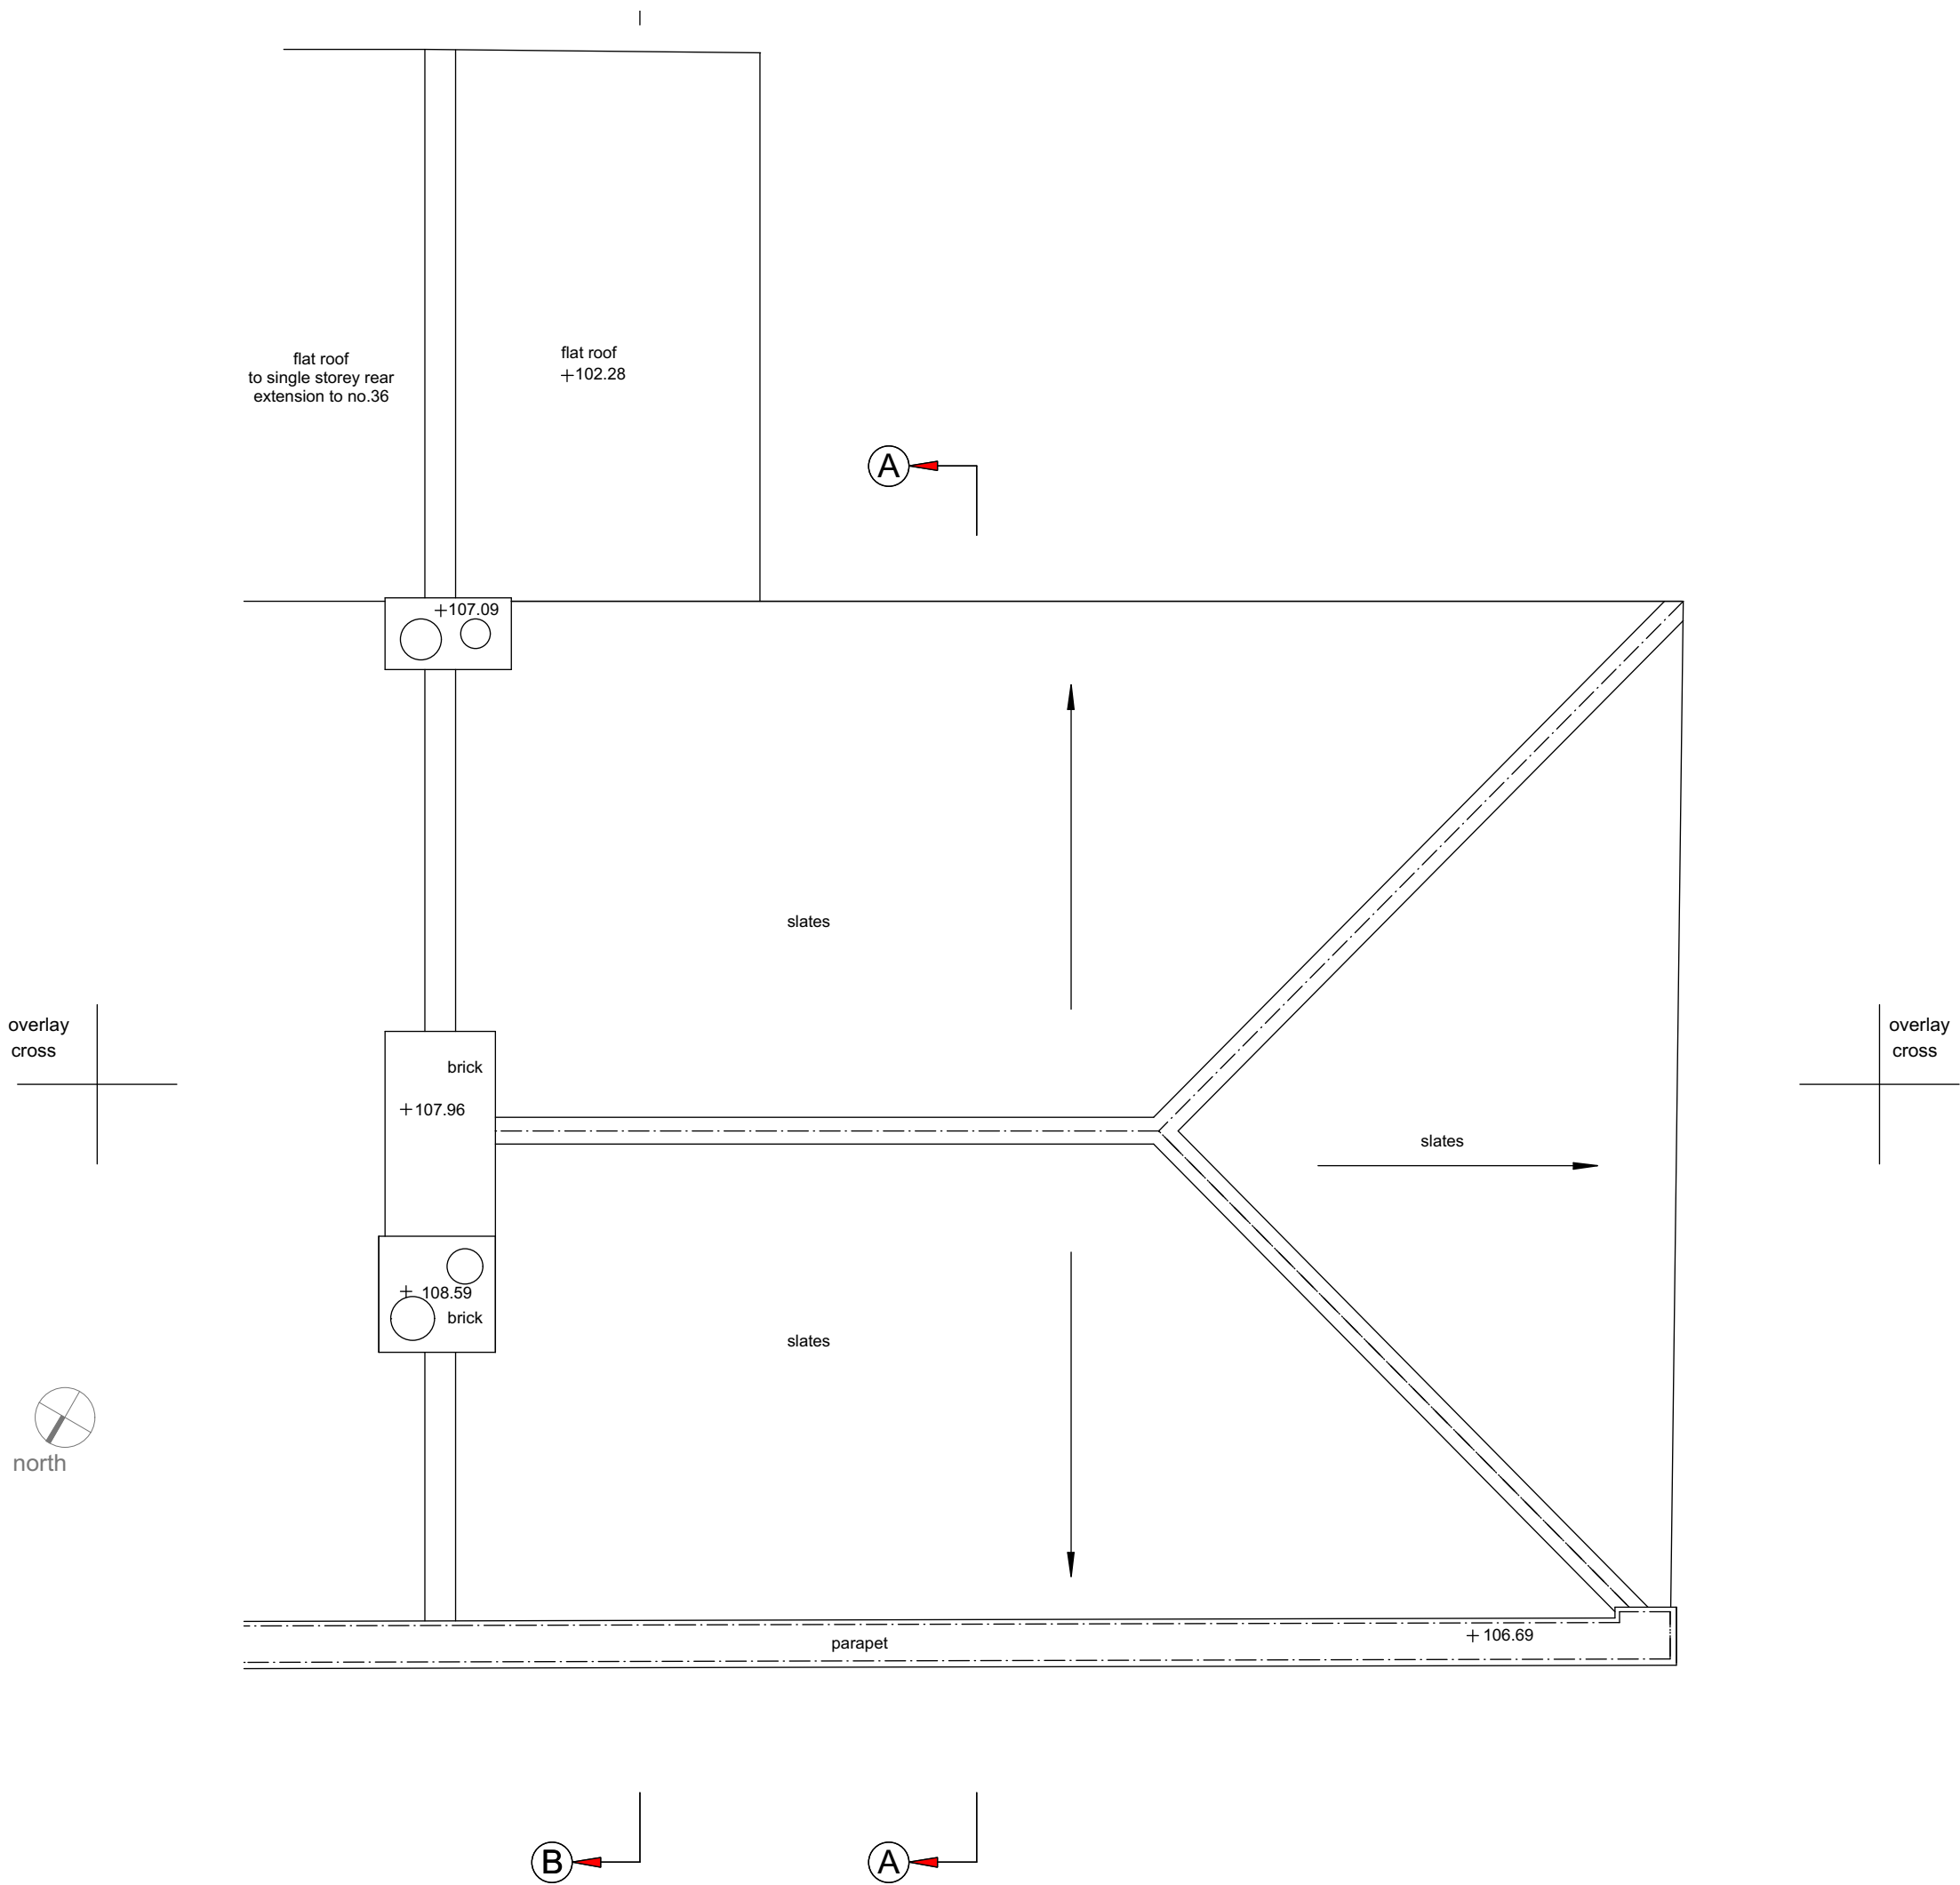 flat roof
to single storey rear
extension to no.36
flat roof
+102.28
A
+107.09
slates
overlay
cross
overlay
cross
brick
+107.96
slates
+ 108.59
brick
slates
north
parapet
+ 106.69
B
A